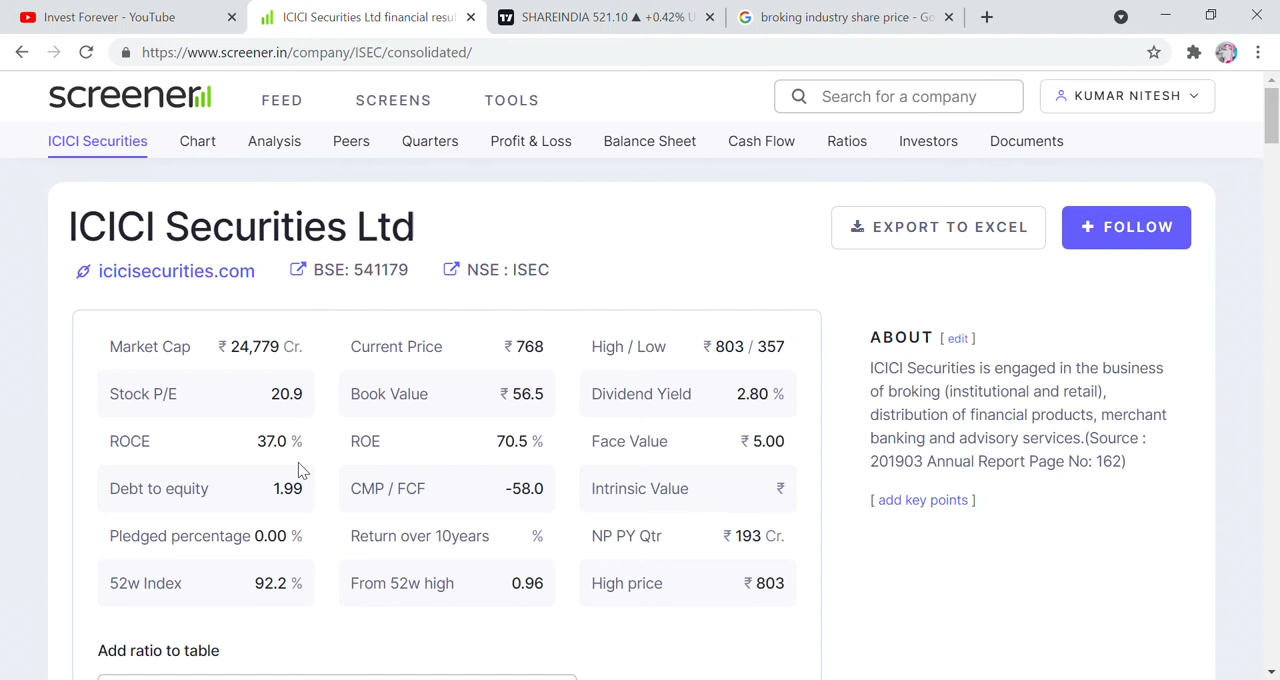 Invest Forever - YouTube
ICICI Securities Ltd financial resul
SHAREINDIA 521.10 ▲ +0.42% U
broking industry share price - Go
https://www.screener.in/company/ISEC/consolidated/
screener
FEED
SCREENS
TOOLS
Search for a company
KUMAR NITESH
ICICI Securities
Chart
Analysis
Peers
Quarters
Profit & Loss
Balance Sheet
Cash Flow
Ratios
Investors
Documents
ICICI Securities Ltd
EXPORT TO EXCEL
+ FOLLOW
icicisecurities.com
BSE: 541179
NSE : ISEC
Market Cap ₹ 24,779 Cr.
Current Price ₹ 768
High / Low ₹ 803 / 357
Stock P/E 20.9
Book Value ₹ 56.5
Dividend Yield 2.80 %
ROCE 37.0 %
ROE 70.5 %
Face Value ₹ 5.00
Debt to equity 1.99
CMP / FCF -58.0
Intrinsic Value ₹
Pledged percentage 0.00 %
Return over 10years %
NP PY Qtr ₹ 193 Cr.
52w Index 92.2 %
From 52w high 0.96
High price ₹ 803
Add ratio to table
ABOUT [ edit ]
ICICI Securities is engaged in the business
of broking (institutional and retail),
distribution of financial products, merchant
banking and advisory services.(Source :
201903 Annual Report Page No: 162)
[ add key points ]